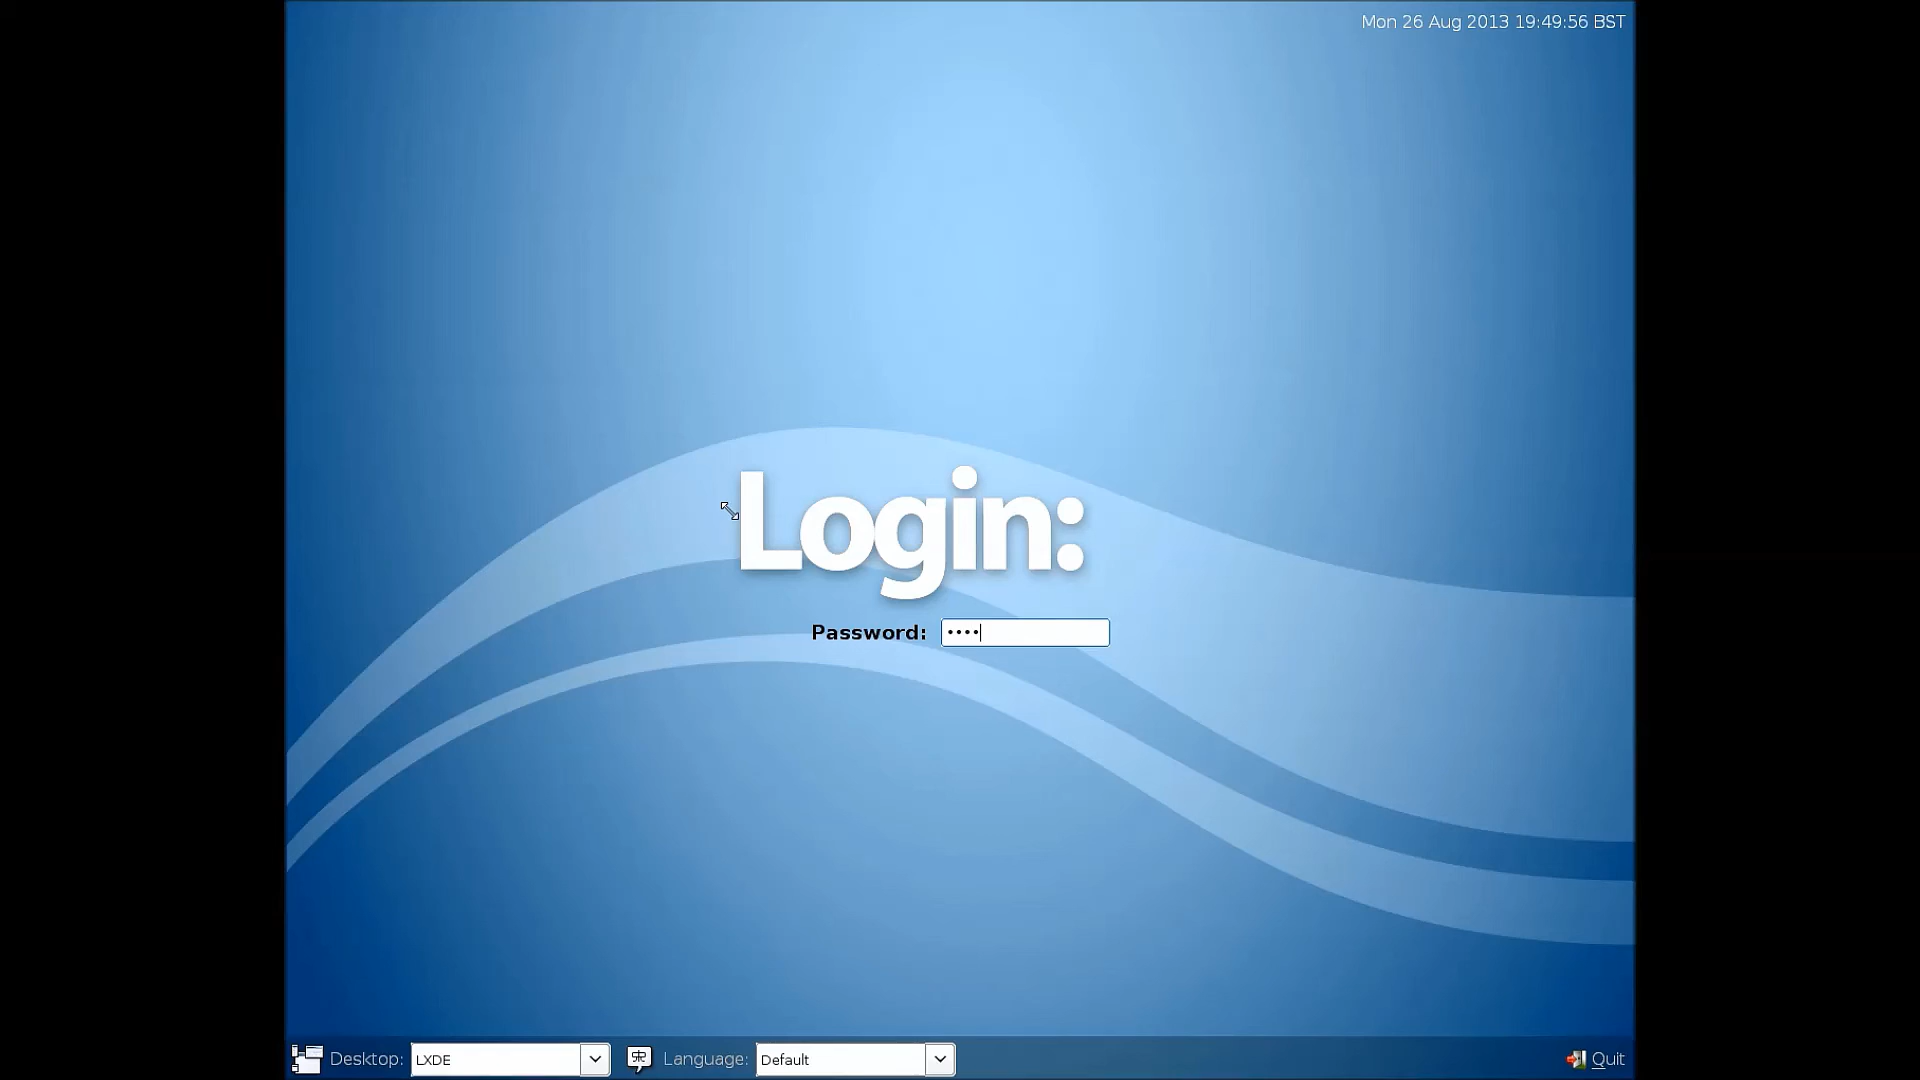 Mon 26 Aug 2013 19:49:56 BST
Login:
Password: ••••
Desktop: LXDE Language: Default Quit